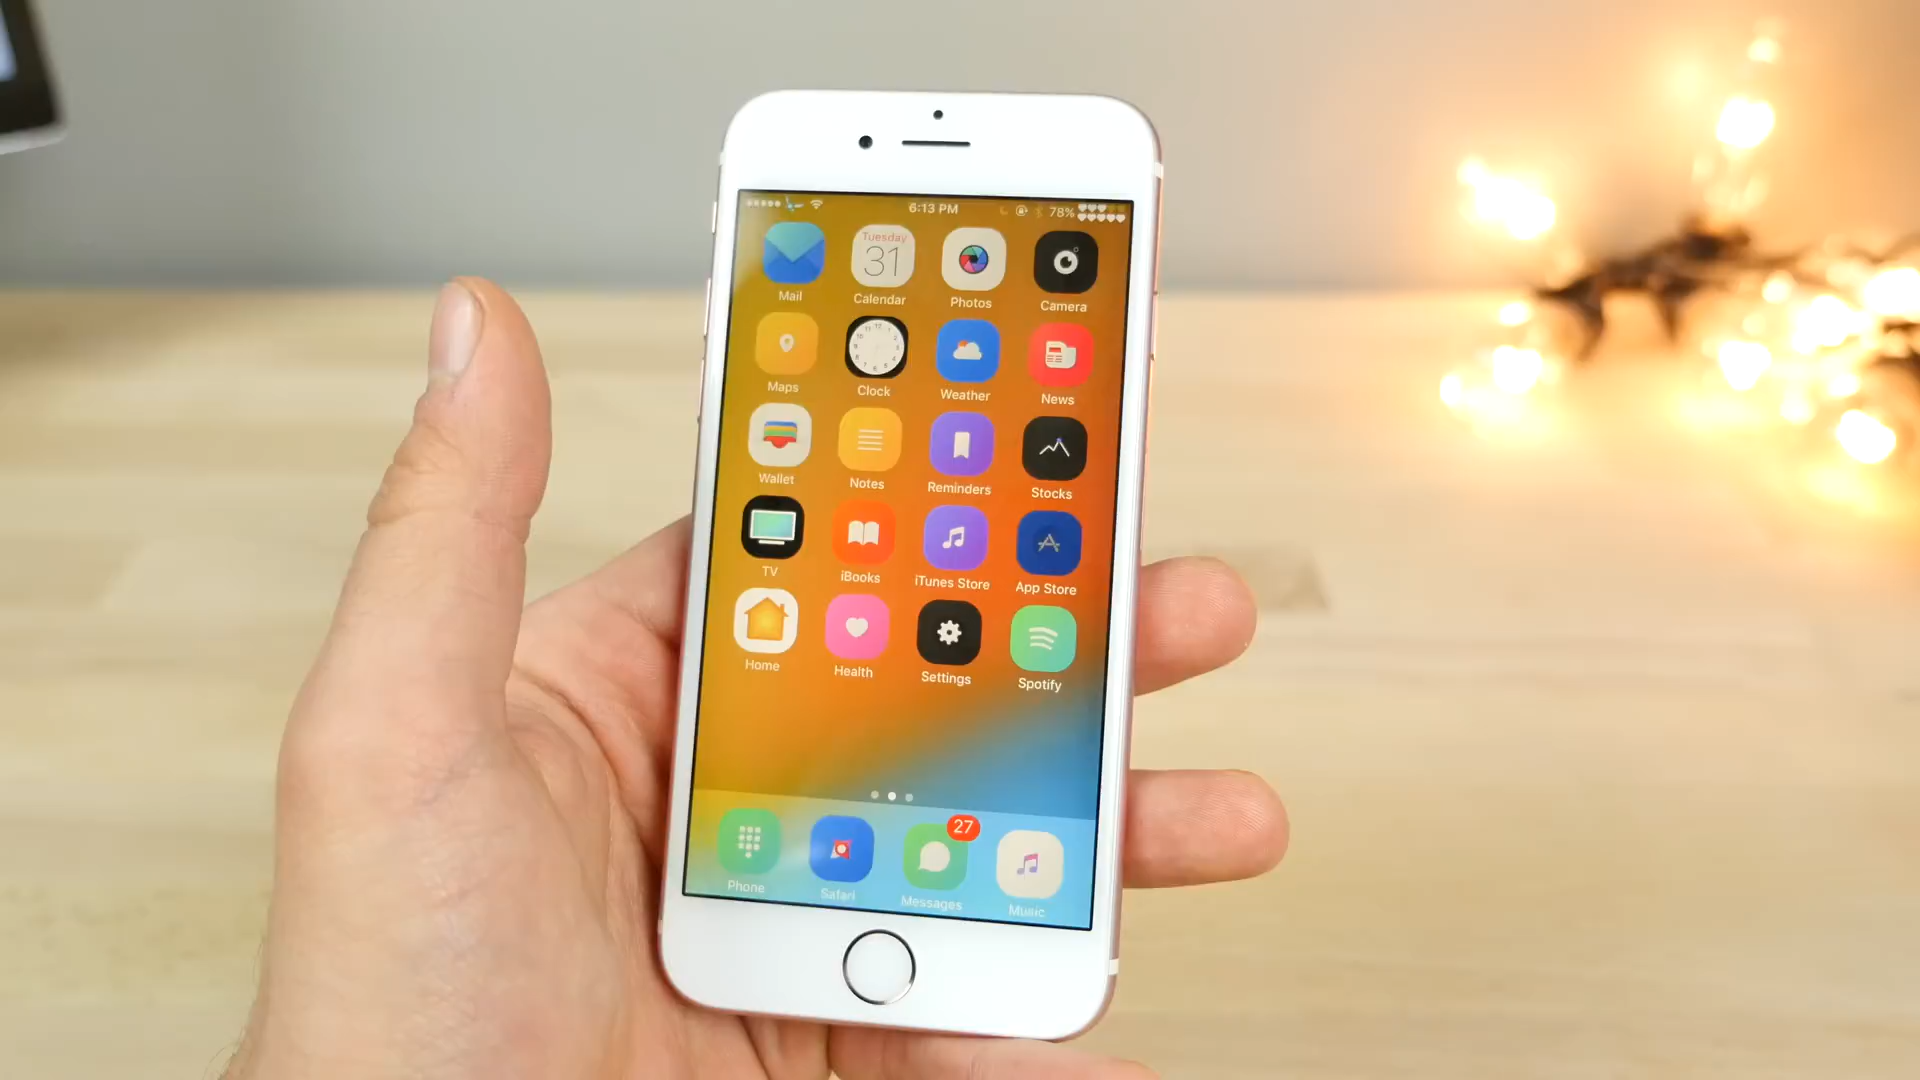 6:13 PM 78%
Tuesday
31
Mail Calendar Photos Camera
Maps Clock Weather News
Wallet Notes Reminders Stocks
TV iBooks iTunes Store App Store
Home Health Settings Spotify
27
Phone Safari Messages Music